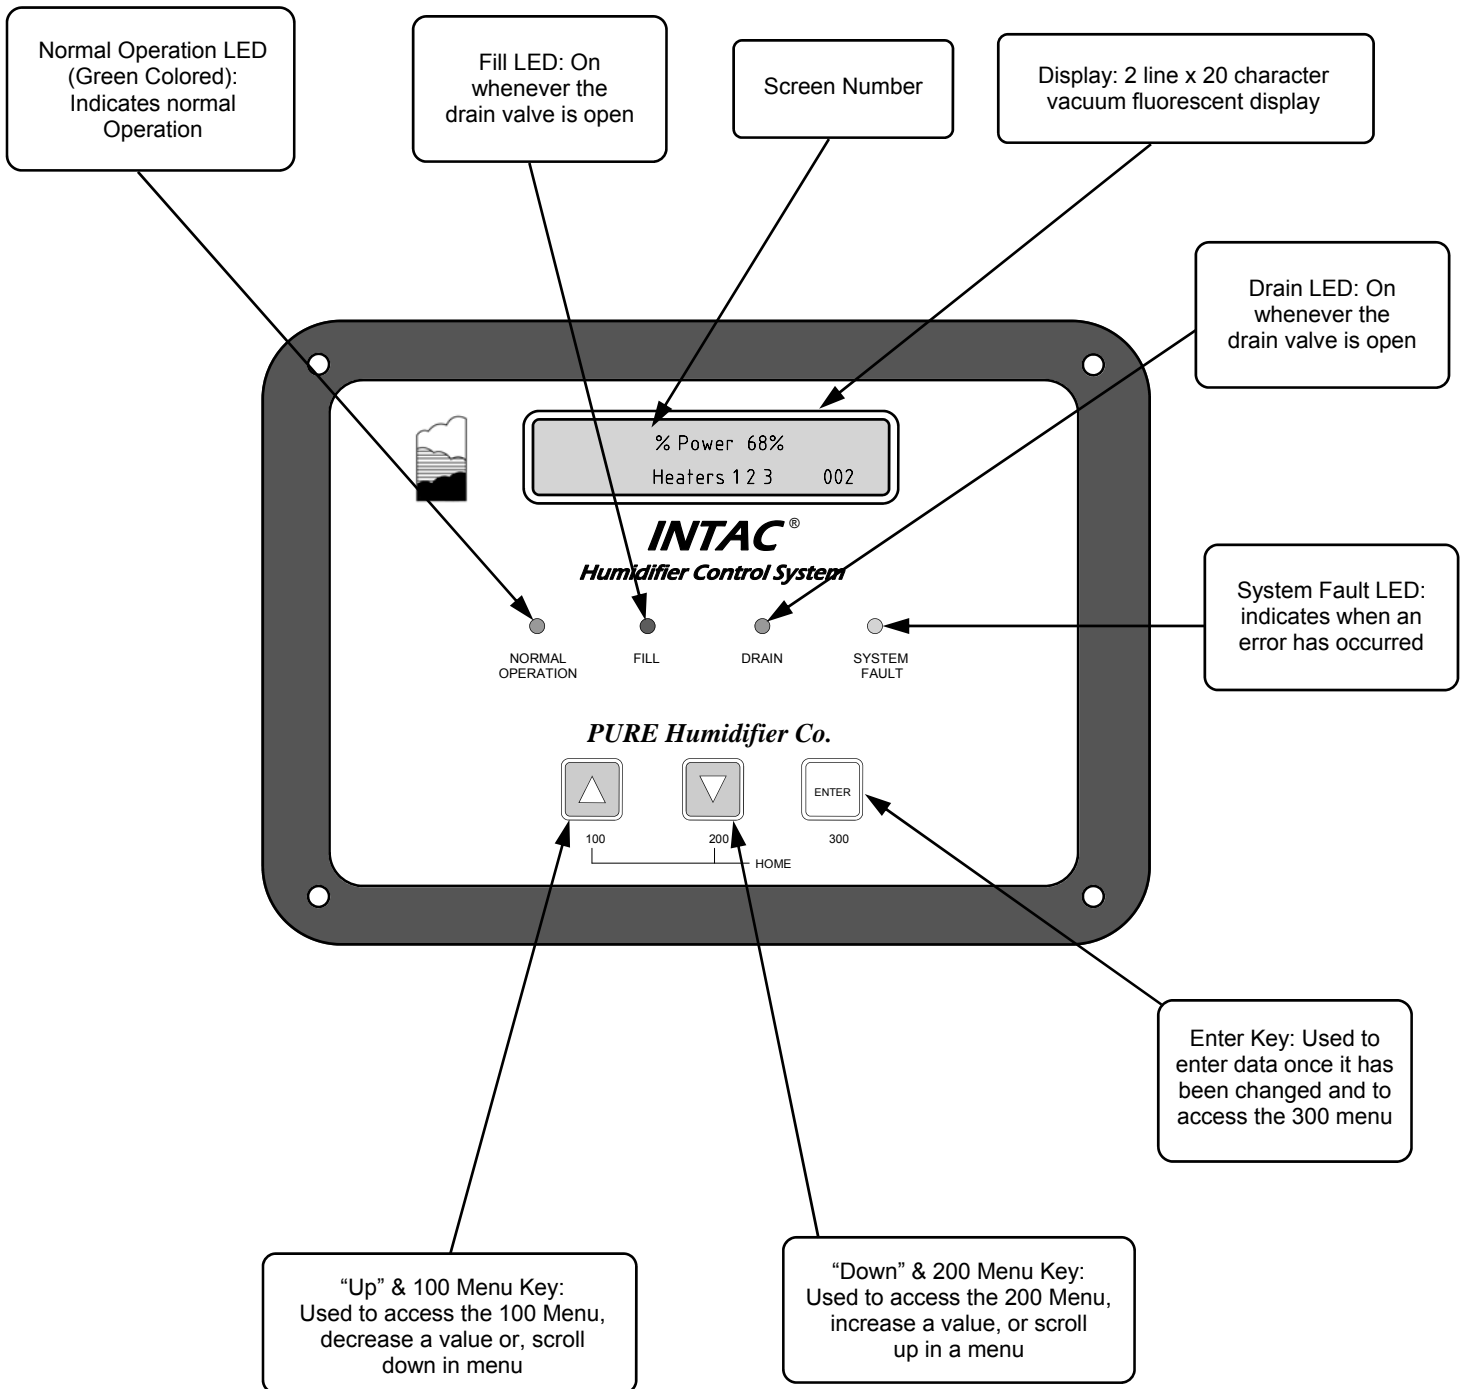 Normal Operation LED
(Green Colored):
Indicates normal
Operation
Fill LED: On
whenever the
drain valve is open
Screen Number
Display: 2 line x 20 character
vacuum fluorescent display
Drain LED: On
whenever the
drain valve is open
% Power 68%
Heaters 1 2 3 002
INTAC®
Humidifier Control System
System Fault LED:
indicates when an
error has occurred
NORMAL
OPERATION
FILL
DRAIN
SYSTEM
FAULT
PURE Humidifier Co.
ENTER
100
200
300
HOME
Enter Key: Used to
enter data once it has
been changed and to
access the 300 menu
“Up” & 100 Menu Key:
Used to access the 100 Menu,
decrease a value or, scroll
down in menu
“Down” & 200 Menu Key:
Used to access the 200 Menu,
increase a value, or scroll
up in a menu